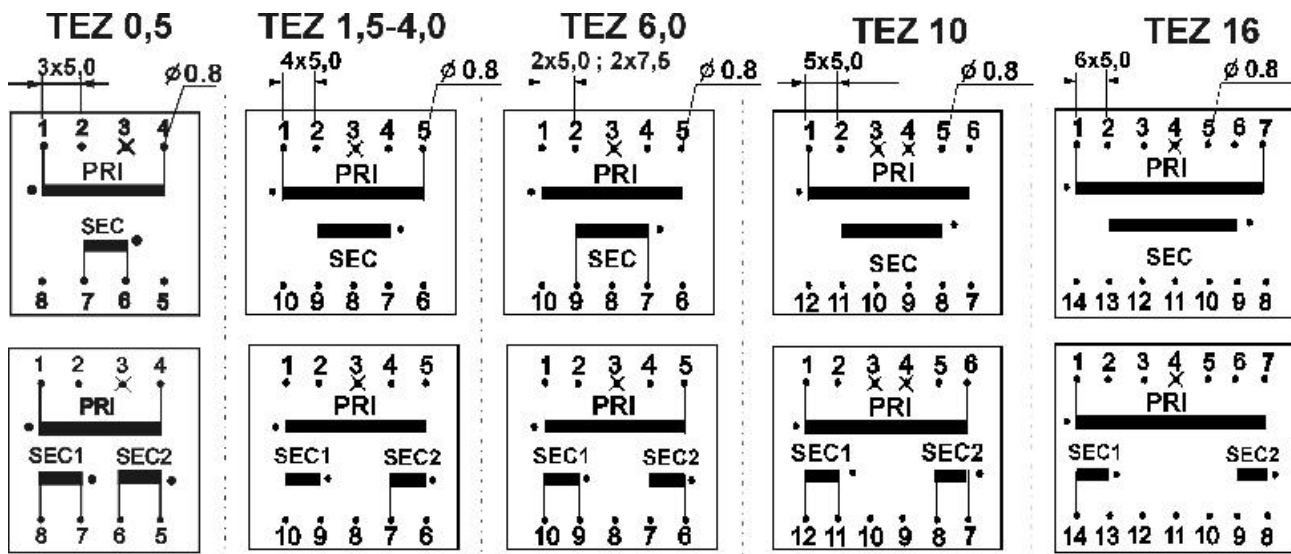 TEZ 0,5 TEZ 1,5-4,0 TEZ 6,0 TEZ 10 TEZ 16
3x5,0 Ø0.8 4x5,0 Ø0.8 2x5,0 ; 2x7,5 Ø0.8 5x5,0 Ø0.8 6x5,0 Ø0.8
1 2 3 4 1 2 3 4 5 1 2 3 4 5 1 2 3 4 5 6 1 2 3 4 5 6 7
PRI PRI PRI PRI PRI
SEC SEC SEC SEC SEC
8 7 6 5 10 9 8 7 6 10 9 8 7 6 12 11 10 9 8 7 14 13 12 11 10 9 8
1 2 3 4 1 2 3 4 5 1 2 3 4 5 1 2 3 4 5 6 1 2 3 4 5 6 7
PRI PRI PRI PRI PRI
SEC1 SEC2 SEC1 SEC2 SEC1 SEC2 SEC1 SEC2 SEC1 SEC2
8 7 6 5 10 9 8 7 6 10 9 8 7 6 12 11 10 9 8 7 14 13 12 11 10 9 8